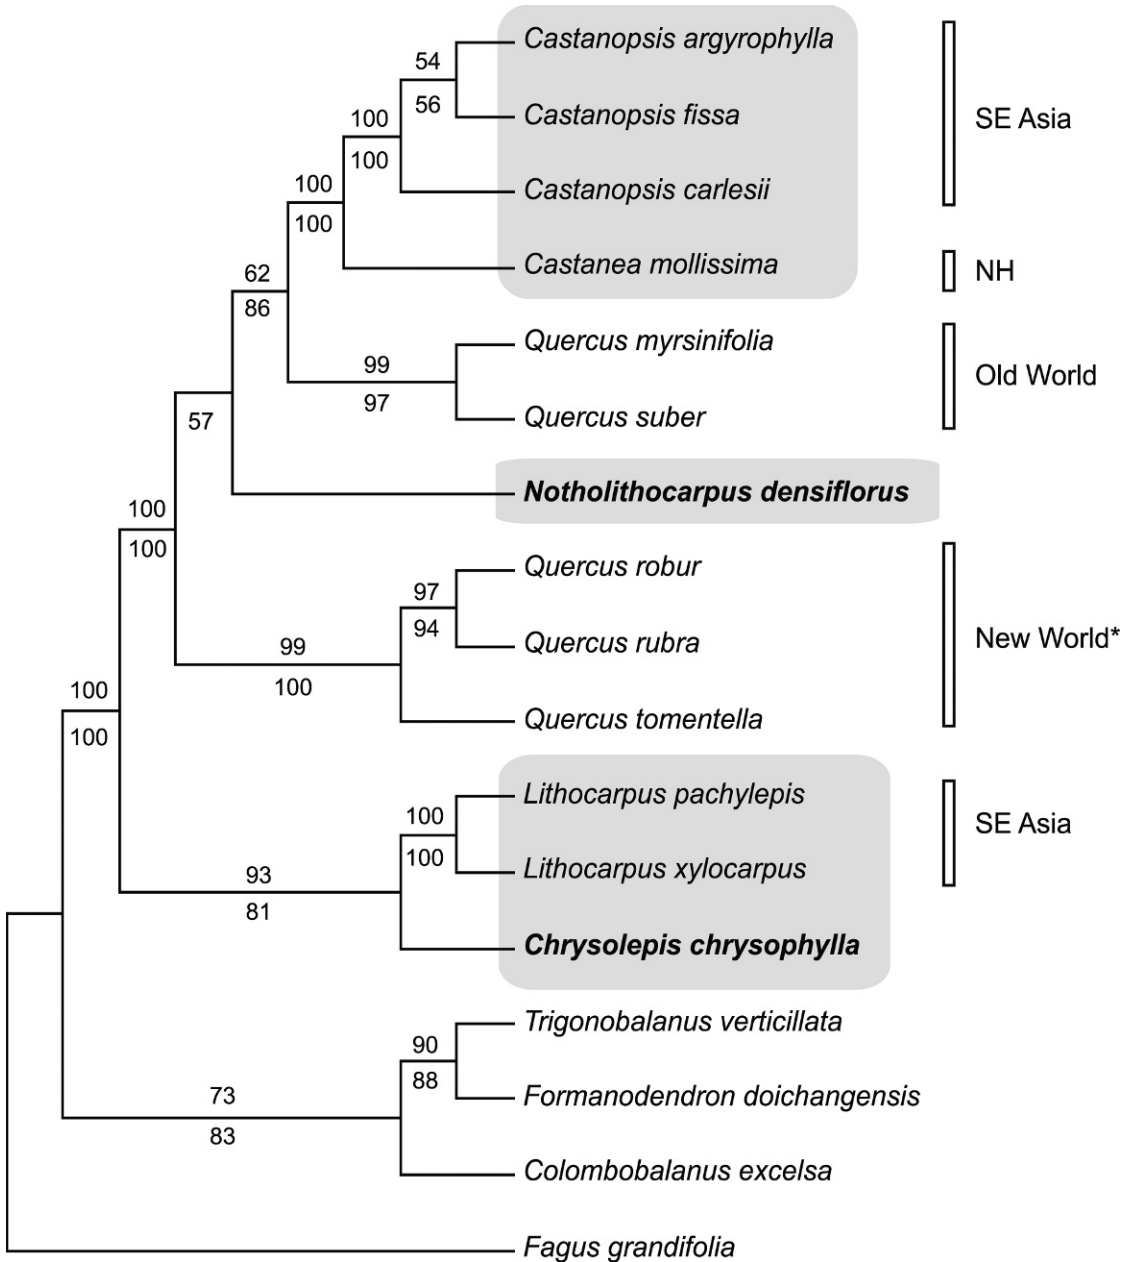 Castanopsis argyrophylla
54
56
Castanopsis fissa
SE Asia
100
100
Castanopsis carlesii
100
100
Castanea mollissima
NH
62
86
Quercus myrsinifolia
99
97
Old World
Quercus suber
57
Notholithocarpus densiflorus
100
100
Quercus robur
97
94
Quercus rubra
New World*
99
100
Quercus tomentella
100
100
Lithocarpus pachylepis
100
100
SE Asia
Lithocarpus xylocarpus
93
81
Chrysolepis chrysophylla
Trigonobalanus verticillata
90
88
Formanodendron doichangensis
73
83
Colombobalanus excelsa
Fagus grandifolia